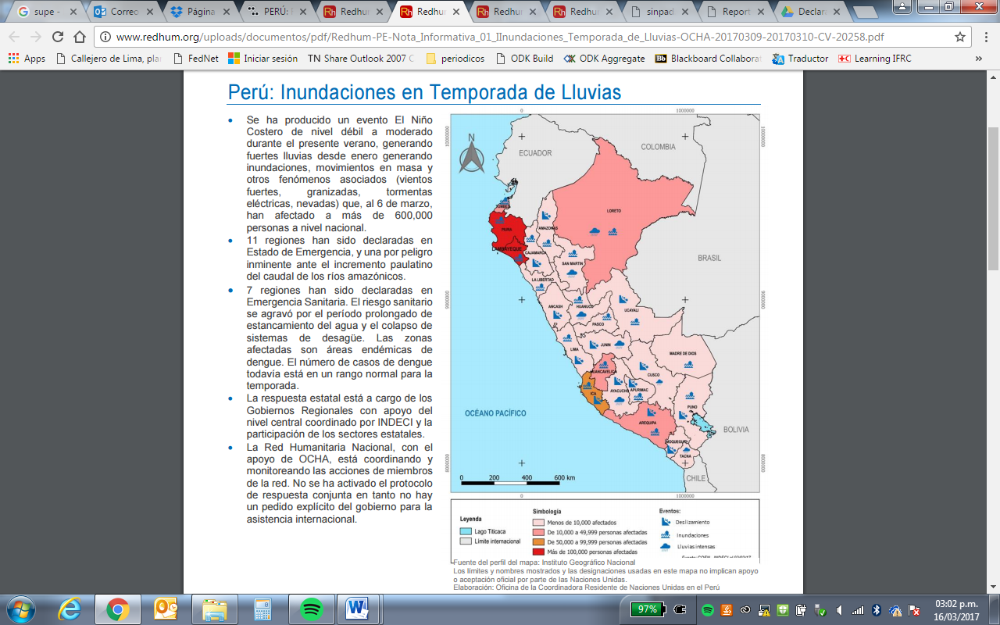 supe -
Correo
Página
PERÚ: I
Redhum
Redhum
Redhum
Redhum
sinpad
Report
Declara
www.redhum.org/uploads/documentos/pdf/Redhum-PE-Nota_Informativa_01_IInundaciones_Temporada_de_Lluvias-OCHA-20170309-20170310-CV-20258.pdf
Apps
Callejero de Lima, plan
FedNet
Iniciar sesión
TN Share Outlook 2007 C
periodicos
ODK Build
ODK Aggregate
Bb Blackboard Collaborat
Traductor
Learning IFRC
»
Perú: Inundaciones en Temporada de Lluvias
• Se ha producido un evento El Niño
Costero de nivel débil a moderado
durante el presente verano, generando
fuertes lluvias desde enero generando
inundaciones, movimientos en masa y
otros fenómenos asociados (vientos
fuertes, granizadas, tormentas
eléctricas, nevadas) que, al 6 de marzo,
han afectado a más de 600,000
personas a nivel nacional.
• 11 regiones han sido declaradas en
Estado de Emergencia, y una por peligro
inminente ante el incremento paulatino
del caudal de los ríos amazónicos.
• 7 regiones han sido declaradas en
Emergencia Sanitaria. El riesgo sanitario
se agravó por el período prolongado de
estancamiento del agua y el colapso de
sistemas de desagüe. Las zonas
afectadas son áreas endémicas de
dengue. El número de casos de dengue
todavía está en un rango normal para la
temporada.
• La respuesta estatal está a cargo de los
Gobiernos Regionales con apoyo del
nivel central coordinado por INDECI y la
participación de los sectores estatales.
• La Red Humanitaria Nacional, con el
apoyo de OCHA, está coordinando y
monitoreando las acciones de miembros
de la red. No se ha activado el protocolo
de respuesta conjunta en tanto no hay
un pedido explícito del gobierno para la
asistencia internacional.
0
1000000
10000000
10000000
N
ECUADOR
COLOMBIA
TUMBES
LORETO
PIURA
AMAZONAS
LAMBAYEQUE
CAJAMARCA
BRASIL
SAN MARTIN
LA LIBERTAD
9000000
9000000
ANCASH
HUANUCO
UCAYALI
PASCO
LIMA
JUNIN
MADRE DE DIOS
HUANCAVELICA
CUSCO
ICA
AYACUCHO
APURIMAC
PUNO
OCÉANO PACÍFICO
AREQUIPA
BOLIVIA
MOQUEGUA
TACNA
8000000
8000000
CHILE
0 200 400 600 km
0
1000000
Leyenda
Lago Titicaca
Límite internacional
Simbología
Menos de 10,000 afectados
De 10,000 a 49,999 personas afectadas
De 50,000 a 99,999 personas afectadas
Más de 100,000 personas afectadas
Eventos:
Deslizamiento
Inundaciones
Lluvias intensas
Fuente del perfil del mapa: Instituto Geográfico Nacional
Los límites y nombres mostrados y las designaciones usadas en este mapa no implican apoyo
o aceptación oficial por parte de las Naciones Unidas.
Elaboración: Oficina de la Coordinadora Residente de Naciones Unidas en el Perú
97%
03:02 p.m.
16/03/2017